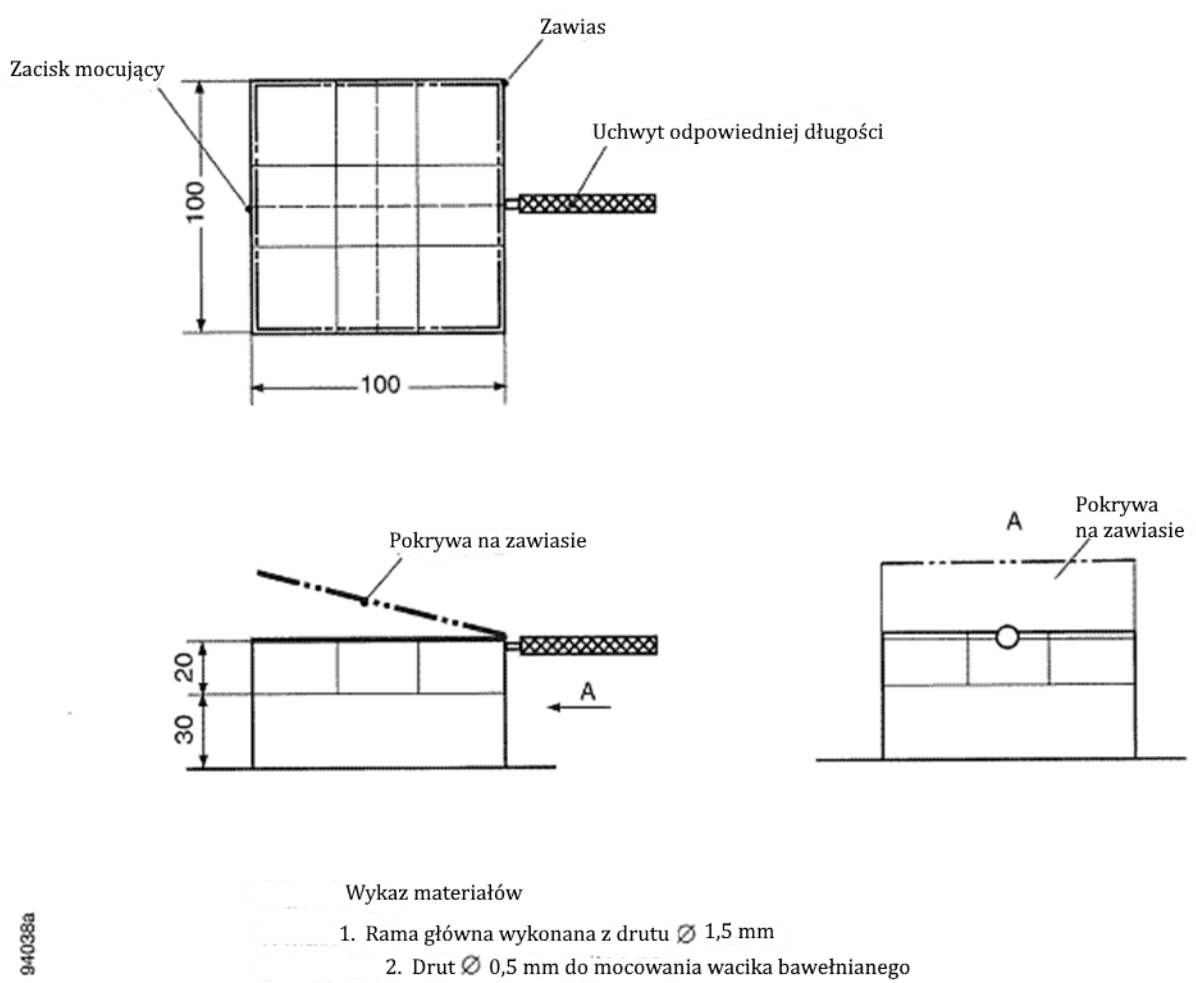 Zawias
Zacisk mocujący
Uchwyt odpowiedniej długości
100
100
Pokrywa na zawiasie
20
30
A
A
Pokrywa
na zawiasie
Wykaz materiałów
1. Rama główna wykonana z drutu ∅ 1,5 mm
2. Drut ∅ 0,5 mm do mocowania wacika bawełnianego
94038a